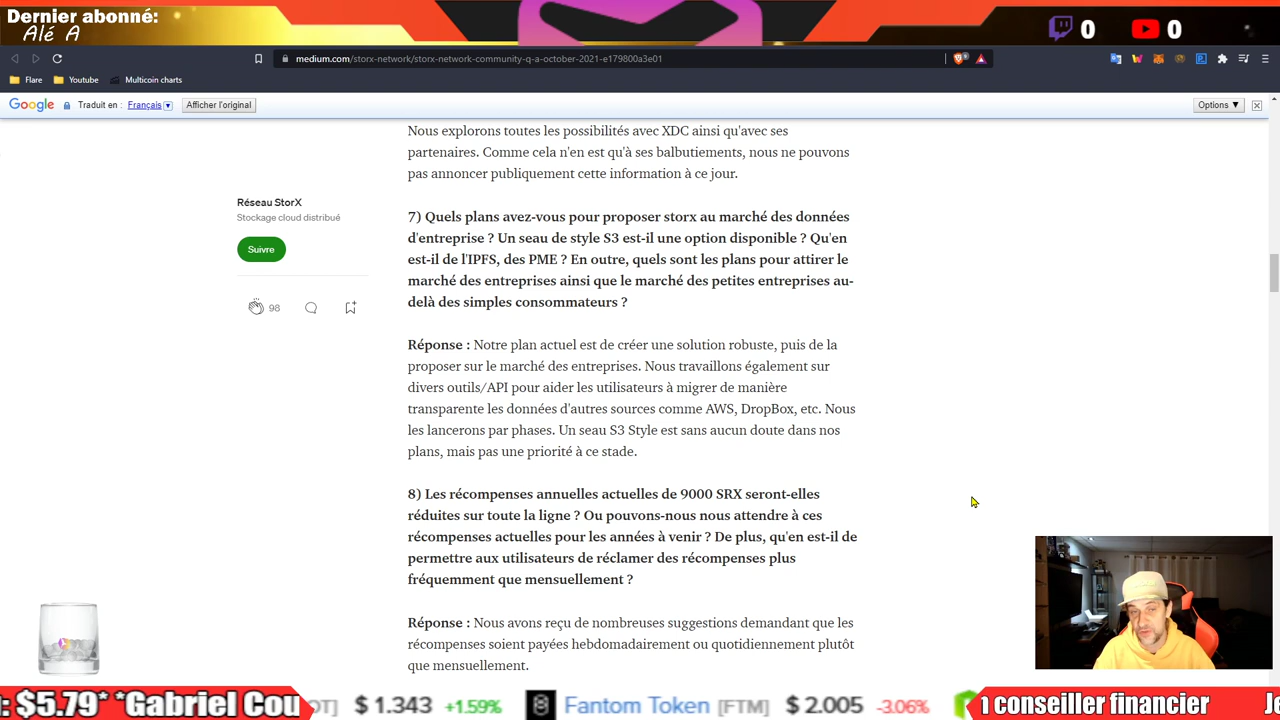 Dernier abonné:
Alé A
0
0
medium.com/storx-network/storx-network-community-q-a-october-2021-e179800a3e01
Flare
Youtube
Multicoin charts
Google Traduit en : Français Afficher l'original
Options ▼
Nous explorons toutes les possibilités avec XDC ainsi qu'avec ses
partenaires. Comme cela n'en est qu'à ses balbutiements, nous ne pouvons
pas annoncer publiquement cette information à ce jour.
Réseau StorX
Stockage cloud distribué
Suivre
98
7) Quels plans avez-vous pour proposer storx au marché des données
d'entreprise ? Un seau de style S3 est-il une option disponible ? Qu'en
est-il de l'IPFS, des PME ? En outre, quels sont les plans pour attirer le
marché des entreprises ainsi que le marché des petites entreprises au-
delà des simples consommateurs ?
Réponse : Notre plan actuel est de créer une solution robuste, puis de la
proposer sur le marché des entreprises. Nous travaillons également sur
divers outils/API pour aider les utilisateurs à migrer de manière
transparente les données d'autres sources comme AWS, DropBox, etc. Nous
les lancerons par phases. Un seau S3 Style est sans aucun doute dans nos
plans, mais pas une priorité à ce stade.
8) Les récompenses annuelles actuelles de 9000 SRX seront-elles
réduites sur toute la ligne ? Ou pouvons-nous nous attendre à ces
récompenses actuelles pour les années à venir ? De plus, qu'en est-il de
permettre aux utilisateurs de réclamer des récompenses plus
fréquemment que mensuellement ?
Réponse : Nous avons reçu de nombreuses suggestions demandant que les
récompenses soient payées hebdomadairement ou quotidiennement plutôt
que mensuellement.
: $5.79* *Gabriel Cou
OT] $ 1.343 +1.59% Fantom Token [FTM] $ 2.005 -3.06%
1 conseiller financier